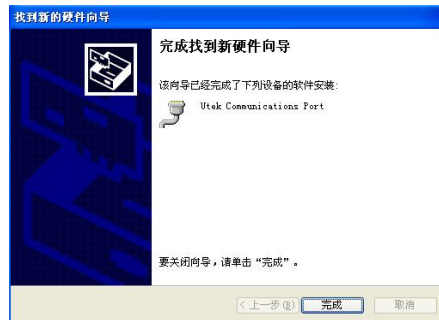 找到新的硬件向导
完成找到新硬件向导
该向导已经完成了下列设备的软件安装:
Utek Communications Port
要关闭向导，请单击“完成”。
< 上一步(B)
完成
取消